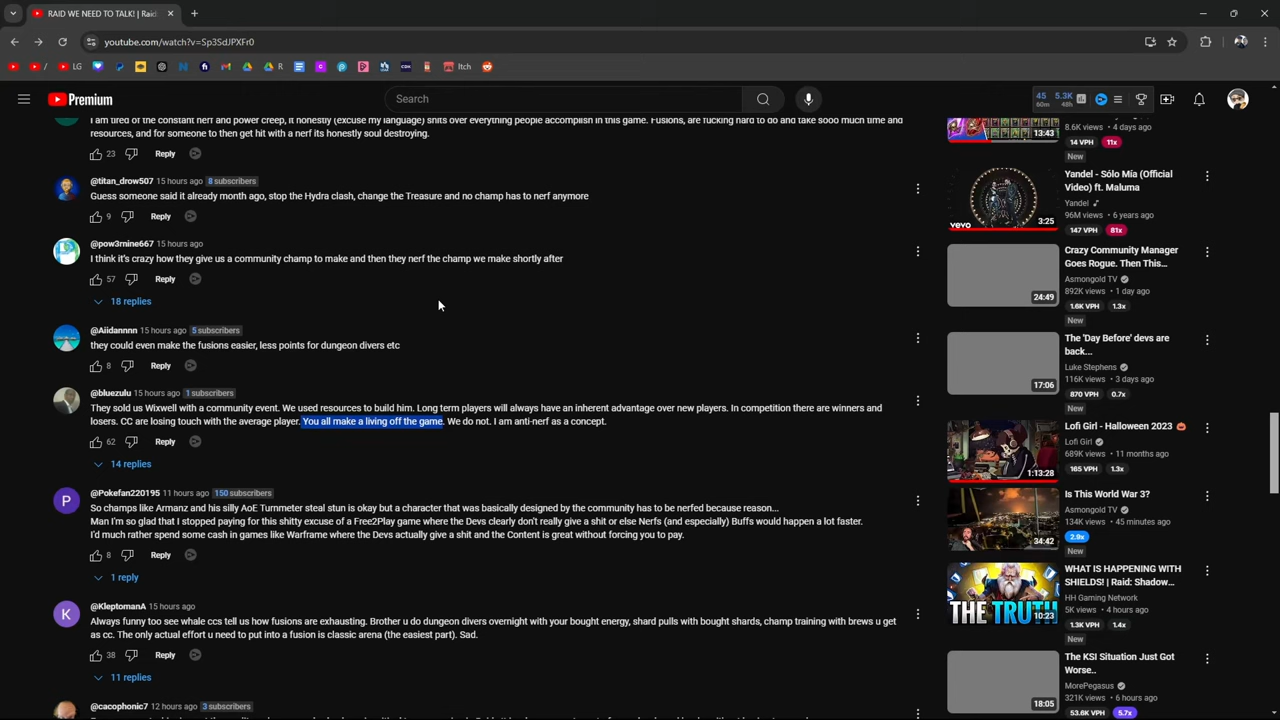 RAID WE NEED TO TALK! | Raid:
youtube.com/watch?v=Sp3SdJPXFr0
/
LG
R
Itch
Premium
Search
45
60m
5.3K
48h
I am tired of the constant nerf and power creep, it honestly (excuse my language) shits over everything people accomplish in this game. Fusions, are fucking hard to do and take sooo much time and
resources, and for someone to then get hit with a nerf its honestly soul destroying.
23
Reply
@titan_drow507 15 hours ago 8 subscribers
Guess someone said it already month ago, stop the Hydra clash, change the Treasure and no champ has to nerf anymore
9
Reply
@pow3rnine667 15 hours ago
I think it's crazy how they give us a community champ to make and then they nerf the champ we make shortly after
57
Reply
18 replies
@Aiidannnn 15 hours ago 5 subscribers
they could even make the fusions easier, less points for dungeon divers etc
8
Reply
@bluezulu 15 hours ago 1 subscribers
They sold us Wixwell with a community event. We used resources to build him. Long term players will always have an inherent advantage over new players. In competition there are winners and
losers. CC are losing touch with the average player. You all make a living off the game. We do not. I am anti-nerf as a concept.
62
Reply
14 replies
P
@Pokefan220195 11 hours ago 150 subscribers
So champs like Armanz and his silly AoE Turnmeter steal stun is okay but a character that was basically designed by the community has to be nerfed because reason...
Man I'm so glad that I stopped paying for this shitty excuse of a Free2Play game where the Devs clearly don't really give a shit or else Nerfs (and especially) Buffs would happen a lot faster.
I'd much rather spend some cash in games like Warframe where the Devs actually give a shit and the Content is great without forcing you to pay.
8
Reply
1 reply
K
@KleptomanA 15 hours ago
Always funny too see whale ccs tell us how fusions are exhausting. Brother u do dungeon divers overnight with your bought energy, shard pulls with bought shards, champ training with brews u get
as cc. The only actual effort u need to put into a fusion is classic arena (the easiest part). Sad.
38
Reply
11 replies
@cacophonic7 12 hours ago 3 subscribers
13:43
8.6K views • 4 days ago
14 VPH
11x
New
vevo
3:25
Yandel - Sólo Mía (Official
Video) ft. Maluma
Yandel
96M views • 6 years ago
147 VPH
81x
24:49
Crazy Community Manager
Goes Rogue. Then This...
Asmongold TV
892K views • 1 day ago
1.6K VPH
1.3x
New
17:06
The 'Day Before' devs are
back...
Luke Stephens
116K views • 3 days ago
870 VPH
0.7x
New
1:13:28
Lofi Girl - Halloween 2023
Lofi Girl
689K views • 11 months ago
165 VPH
1.3x
34:42
Is This World War 3?
Asmongold TV
134K views • 45 minutes ago
2.9x
New
THE TRUTH
10:23
WHAT IS HAPPENING WITH
SHIELDS! | Raid: Shadow...
HH Gaming Network
5K views • 4 hours ago
1.3K VPH
1.4x
New
18:05
The KSI Situation Just Got
Worse..
MorePegasus
321K views • 6 hours ago
53.6K VPH
5.7x